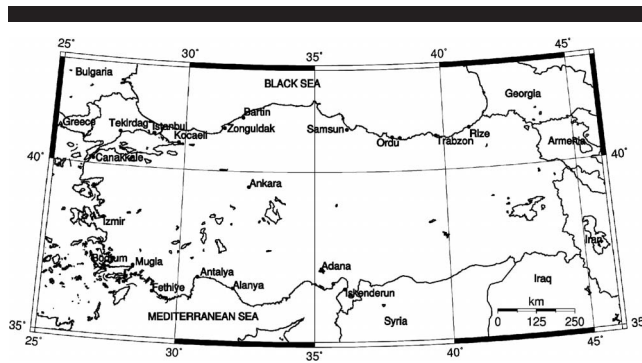 25° 30° 35° 40° 45°
Bulgaria
BLACK SEA
Georgia
Greece
Tekirdag
Istanbul
Kocaeli
Bartin
Zonguldak
Samsun
Ordu
Trabzon
Rize
Armenia
40° 40°
Canakkale
Ankara
Izmir
Iran
Bodrum
Mugla
Fethiye
Antalya
Alanya
Adana
Iskenderun
Iraq
Syria
MEDITERRANEAN SEA
km
0 125 250
35° 35°
30° 35° 40° 45°